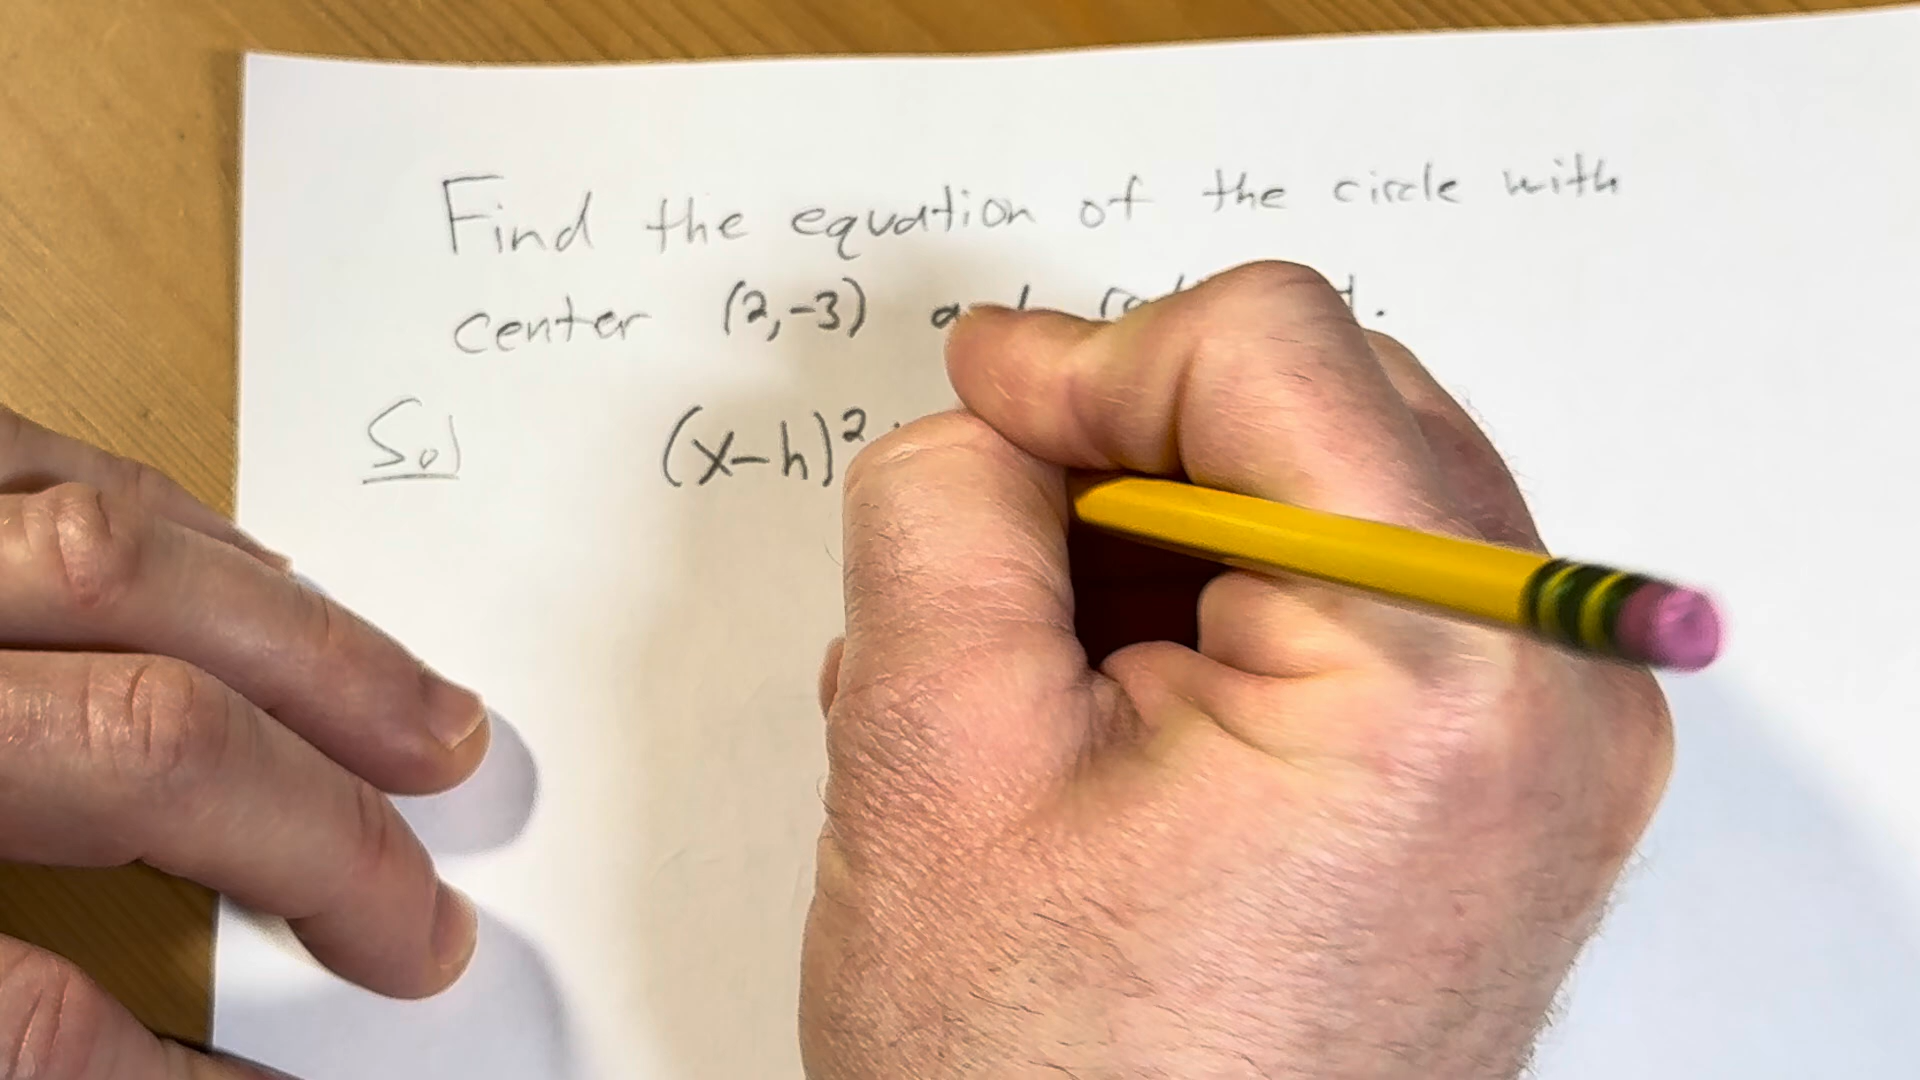 Find the equation of the circle with
center (2,-3)
Sol (x-h)²